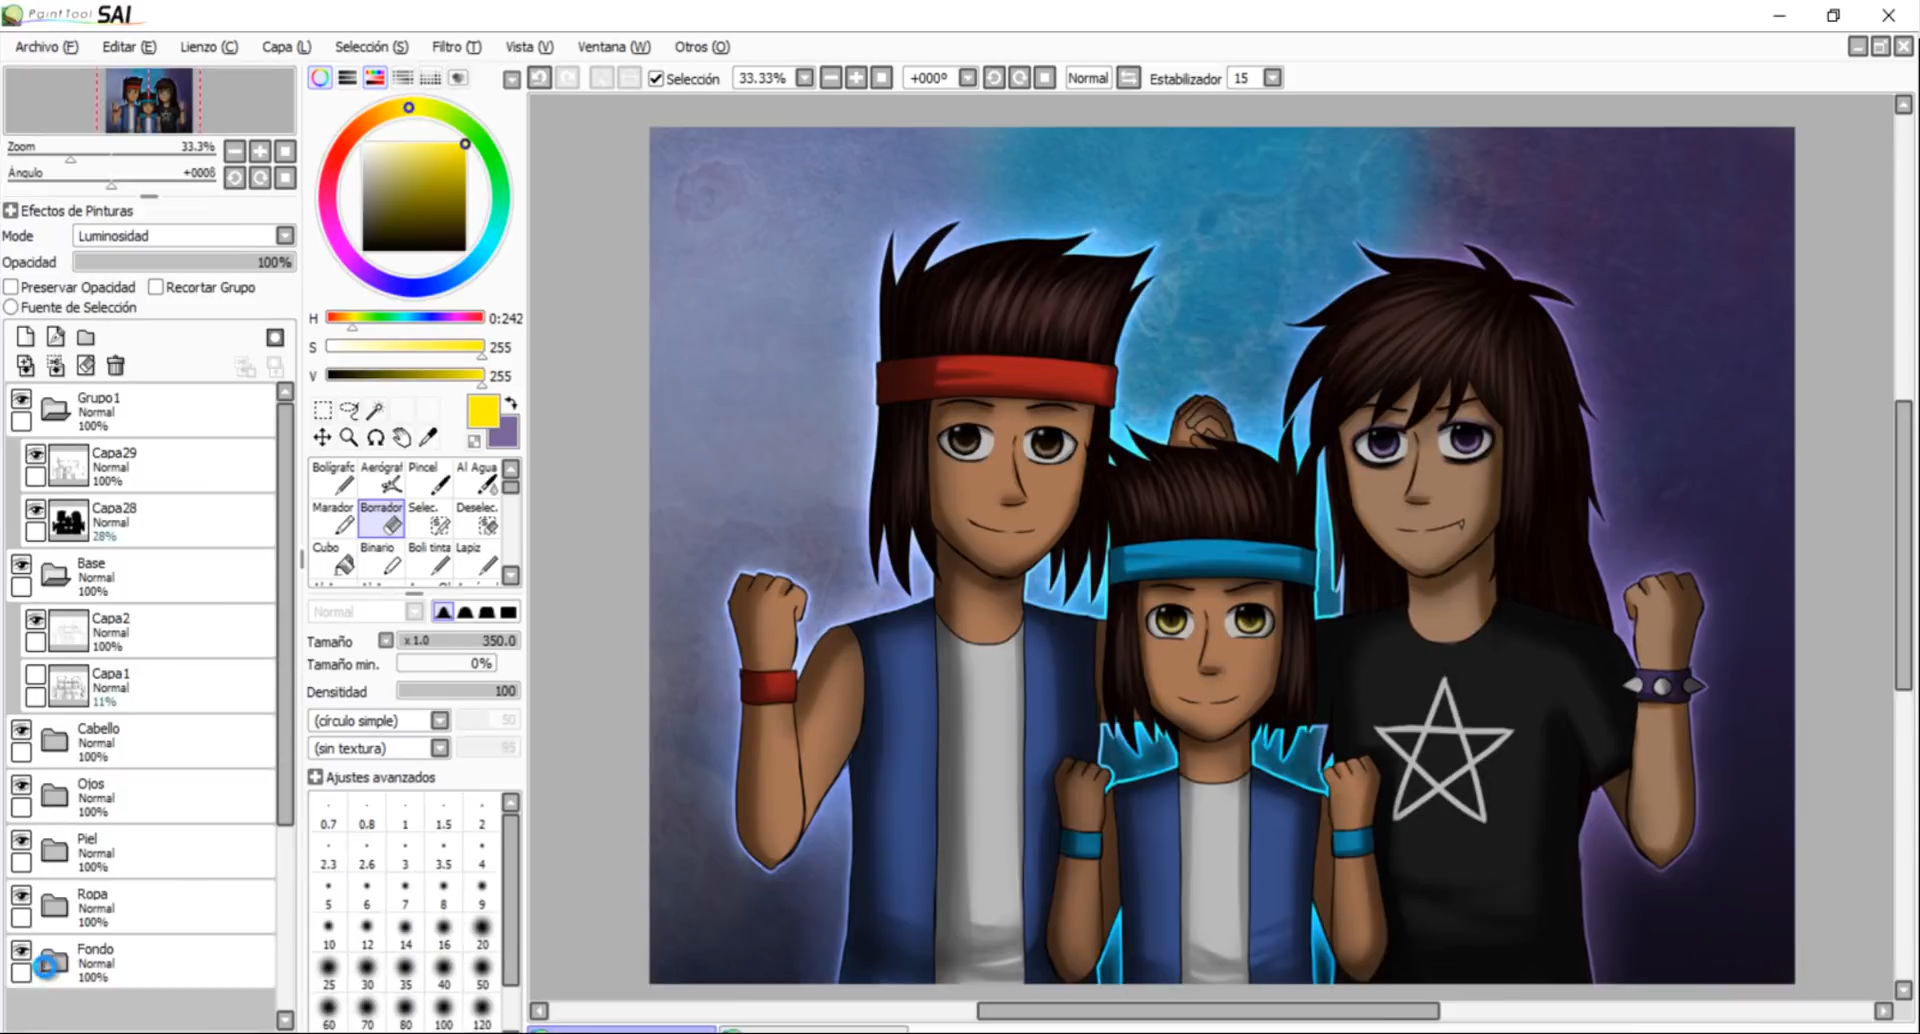 PaintTool SAI
Archivo (F) Editar (E) Lienzo (C) Capa (L) Selección (S) Filtro (T) Vista (V) Ventana (W) Otros (O)
Selección 33.33% +000º Normal Estabilizador 15
Zoom 33.3%
Ángulo +000º
Efectos de Pinturas
Mode Luminosidad
Opacidad 100%
Preservar Opacidad Recortar Grupo
Fuente de Selección
Grupo1
Normal
100%
Capa29
Normal
100%
Capa28
Normal
28%
Base
Normal
100%
Capa2
Normal
100%
Capa1
Normal
11%
Cabello
Normal
100%
Ojos
Normal
100%
Piel
Normal
100%
Ropa
Normal
100%
Fondo
Normal
100%
H 0:242
S 255
V 255
Bolígrafo Aerógraf Pincel Al Agua
Marador Borrador Selec. Deselec.
Cubo Binario Boli tinta Lapiz
Normal
Tamaño x 1.0 350.0
Tamaño min. 0%
Densitidad 100
(círculo simple) 50
(sin textura) 95
Ajustes avanzados
0.7 0.8 1 1.5 2
2.3 2.6 3 3.5 4
5 6 7 8 9
10 12 14 16 20
25 30 35 40 50
60 70 80 100 120